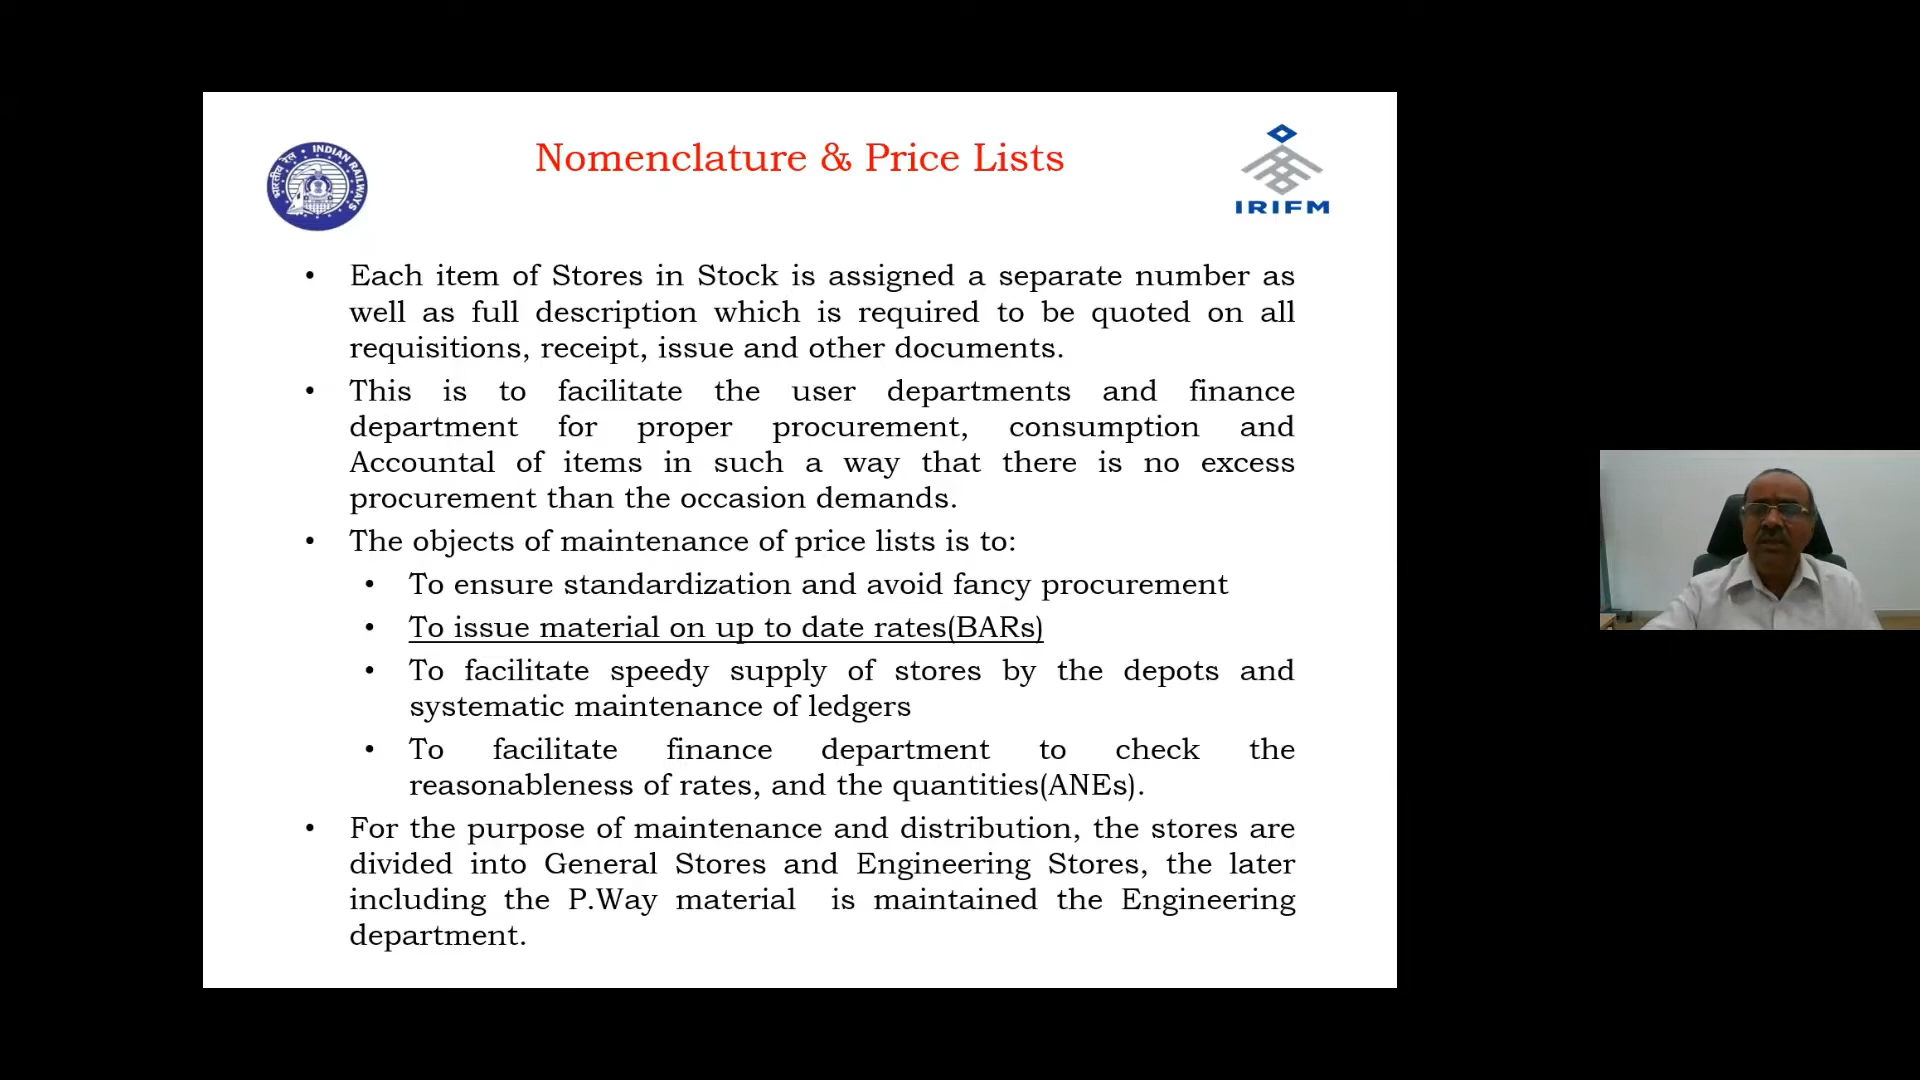 भारतीय रेल • INDIAN RAILWAYS
Nomenclature & Price Lists
IRIFM
• Each item of Stores in Stock is assigned a separate number as
well as full description which is required to be quoted on all
requisitions, receipt, issue and other documents.
• This is to facilitate the user departments and finance
department for proper procurement, consumption and
Accountal of items in such a way that there is no excess
procurement than the occasion demands.
• The objects of maintenance of price lists is to:
• To ensure standardization and avoid fancy procurement
• To issue material on up to date rates(BARs)
• To facilitate speedy supply of stores by the depots and
systematic maintenance of ledgers
• To facilitate finance department to check the
reasonableness of rates, and the quantities(ANEs).
• For the purpose of maintenance and distribution, the stores are
divided into General Stores and Engineering Stores, the later
including the P.Way material is maintained the Engineering
department.